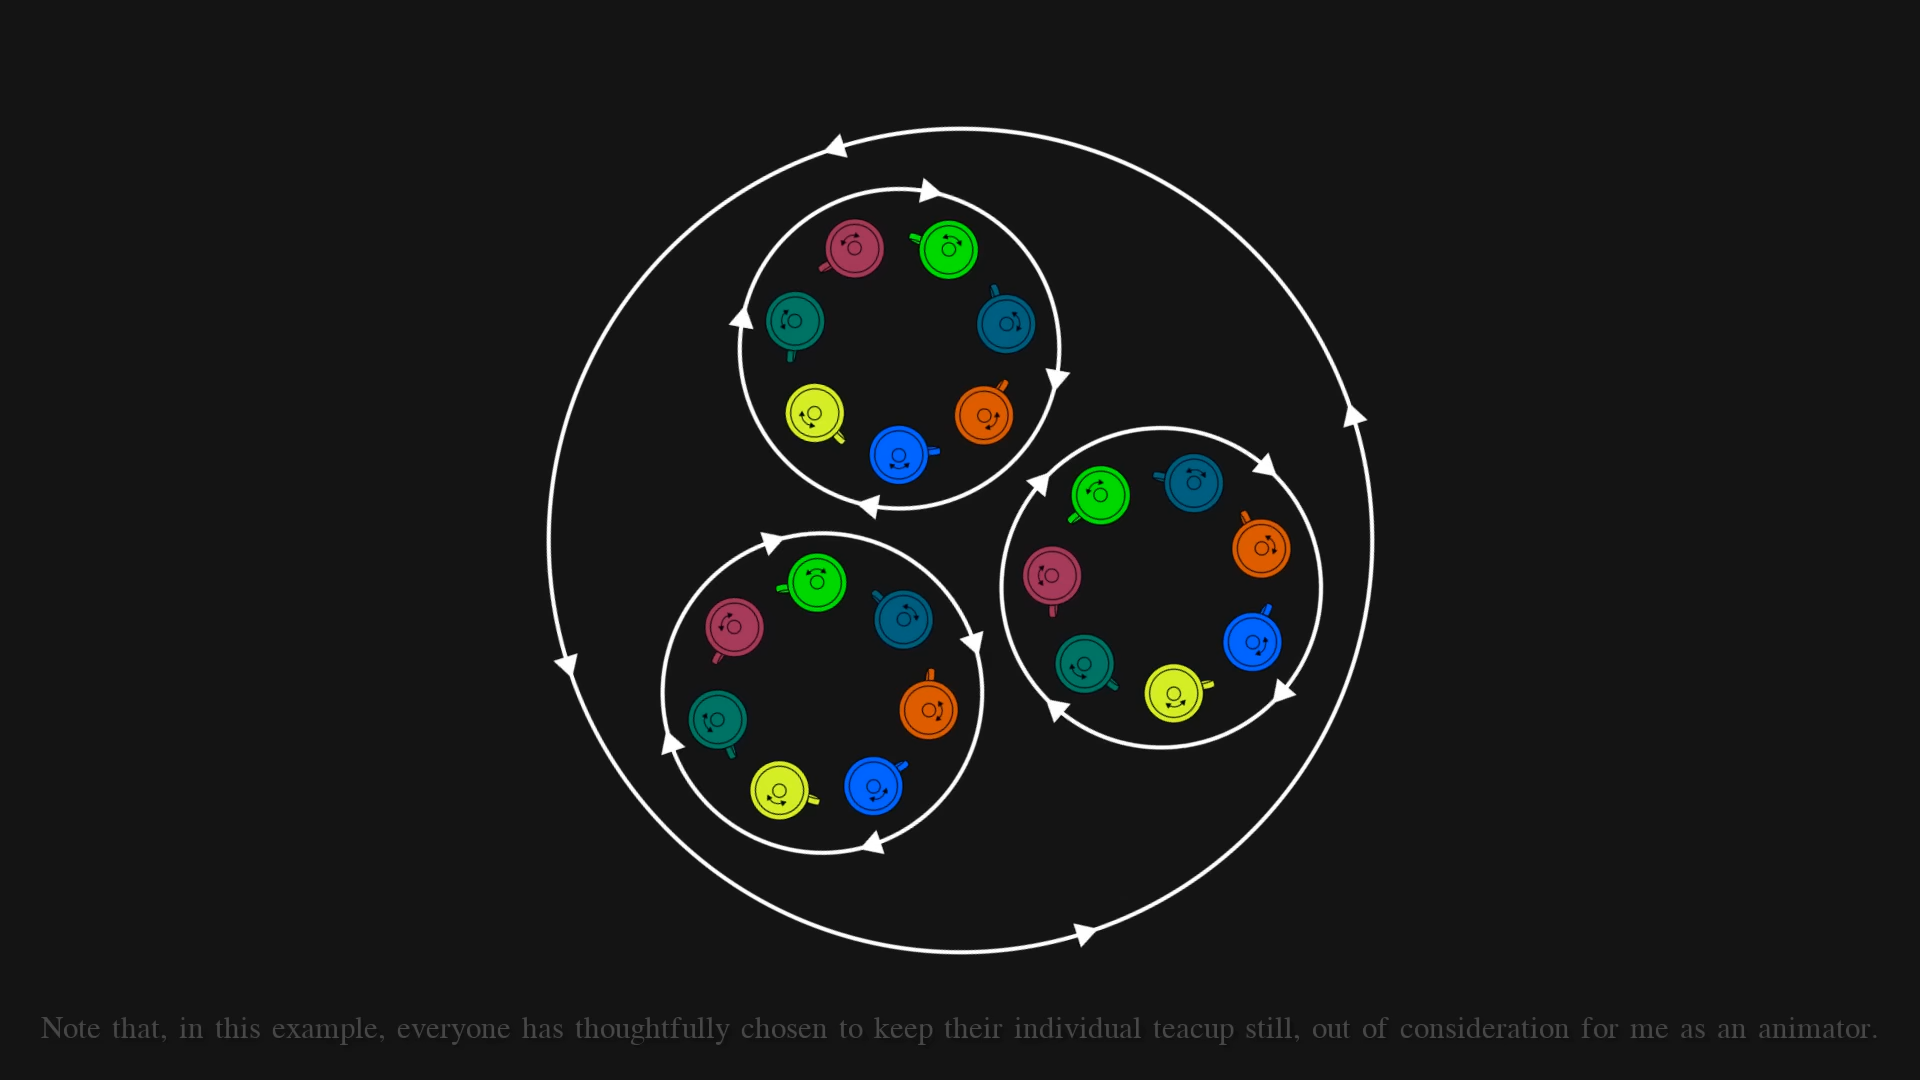 Note that, in this example, everyone has thoughtfully chosen to keep their individual teacup still, out of consideration for me as an animator.